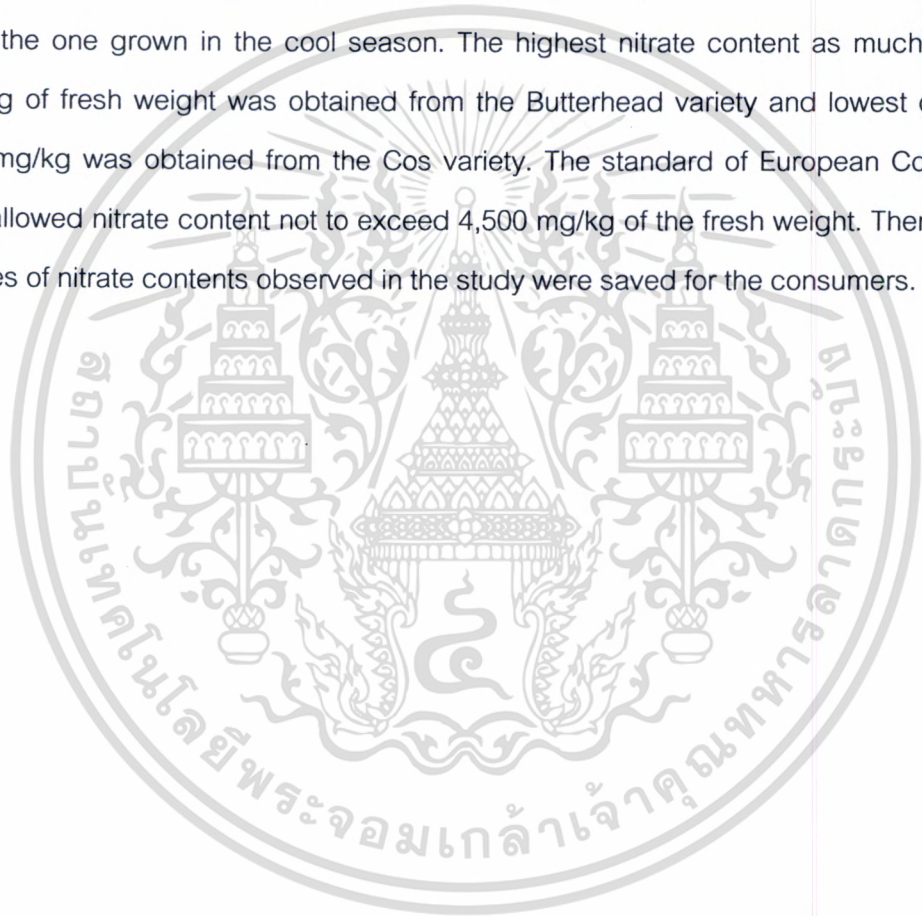 the one grown in the cool season. The highest nitrate content as much
g of fresh weight was obtained from the Butterhead variety and lowest
mg/kg was obtained from the Cos variety. The standard of European
allowed nitrate content not to exceed 4,500 mg/kg of the fresh weight.
es of nitrate contents observed in the study were saved for the consumers.
สถาบันเทคโนโลยีพระจอมเกล้าเจ้าคุณทหารลาดกระบัง